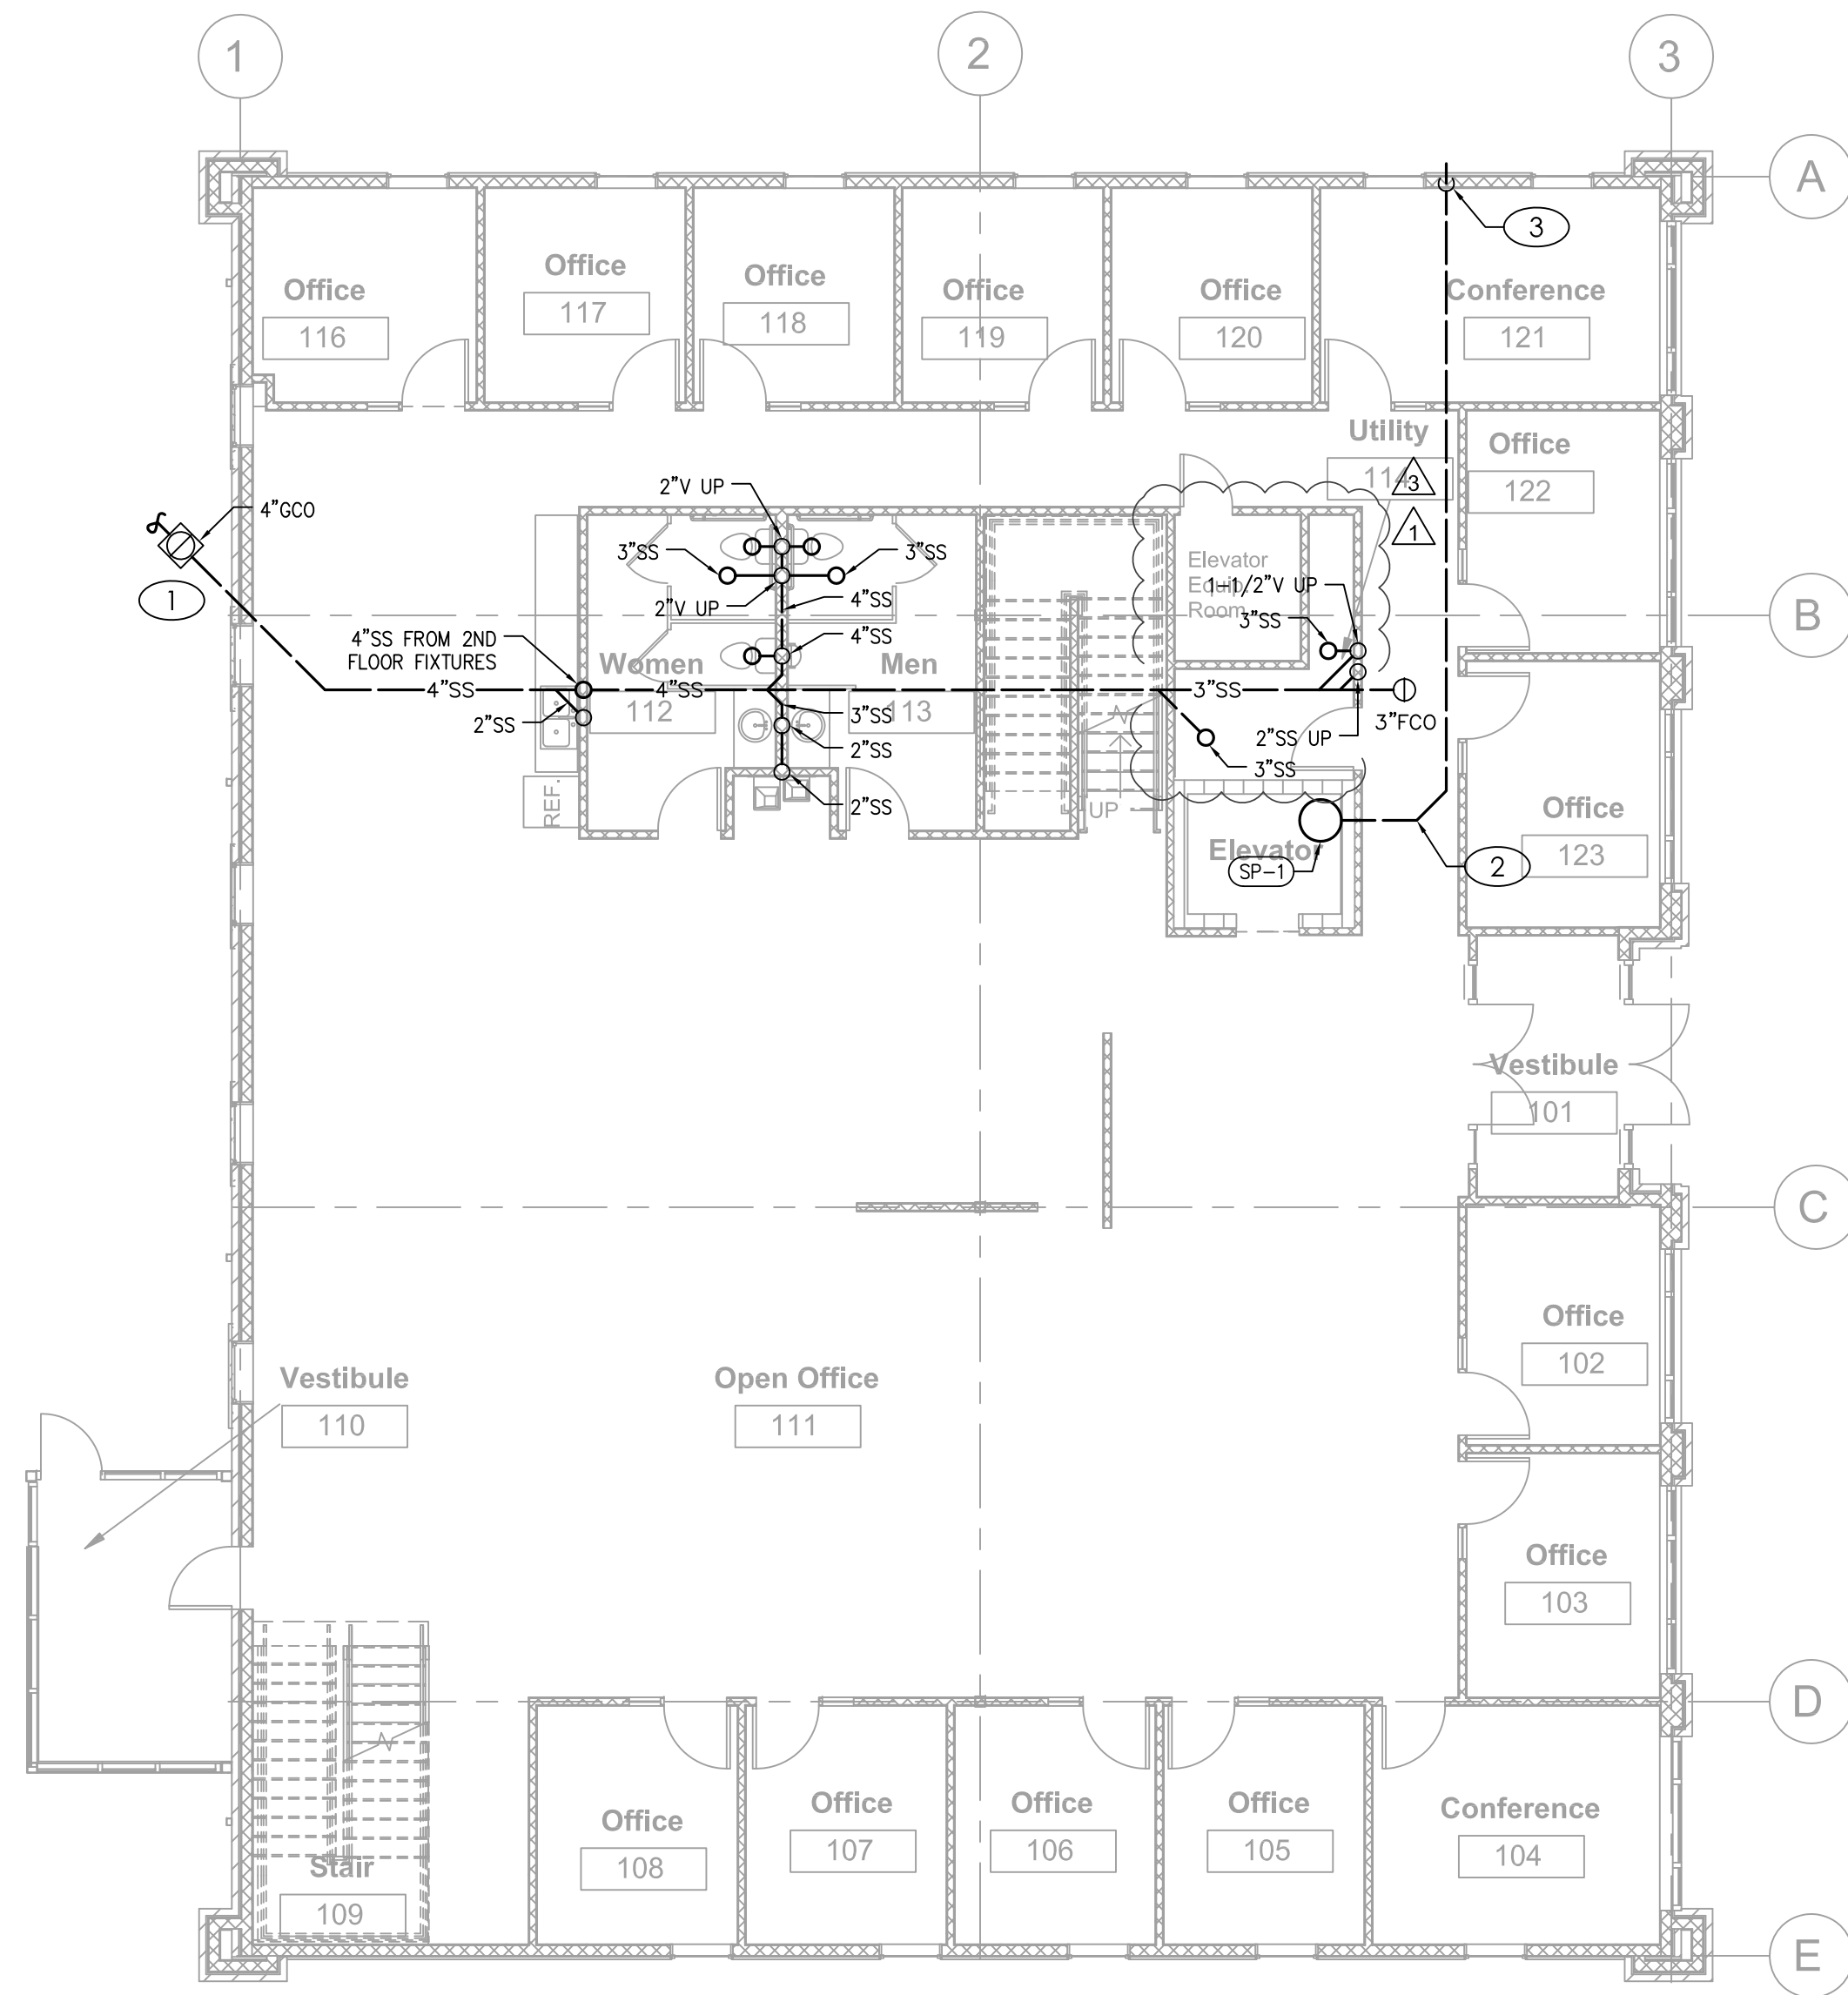 1
2
3
A
3
Office
116
Office
117
Office
118
Office
119
Office
120
Conference
121
Utility
114
3
1
Office
122
2”V UP
4”GCO
3”SS
3”SS
Elevator
Equip
Room
1-1/2”V UP
1
2”V UP
4”SS
3”SS
B
4”SS FROM 2ND
FLOOR FIXTURES
4”SS
Women
112
Men
113
4”SS
4”SS
3”SS
2”SS
3”SS
2”SS
2”SS UP
3”FCO
3”SS
REF.
2”SS
UP
Office
123
Elevator
SP-1
2
Vestibule
101
C
Office
102
Vestibule
110
Open Office
111
Office
103
D
Office
108
Office
107
Office
106
Office
105
Conference
104
Stair
109
E